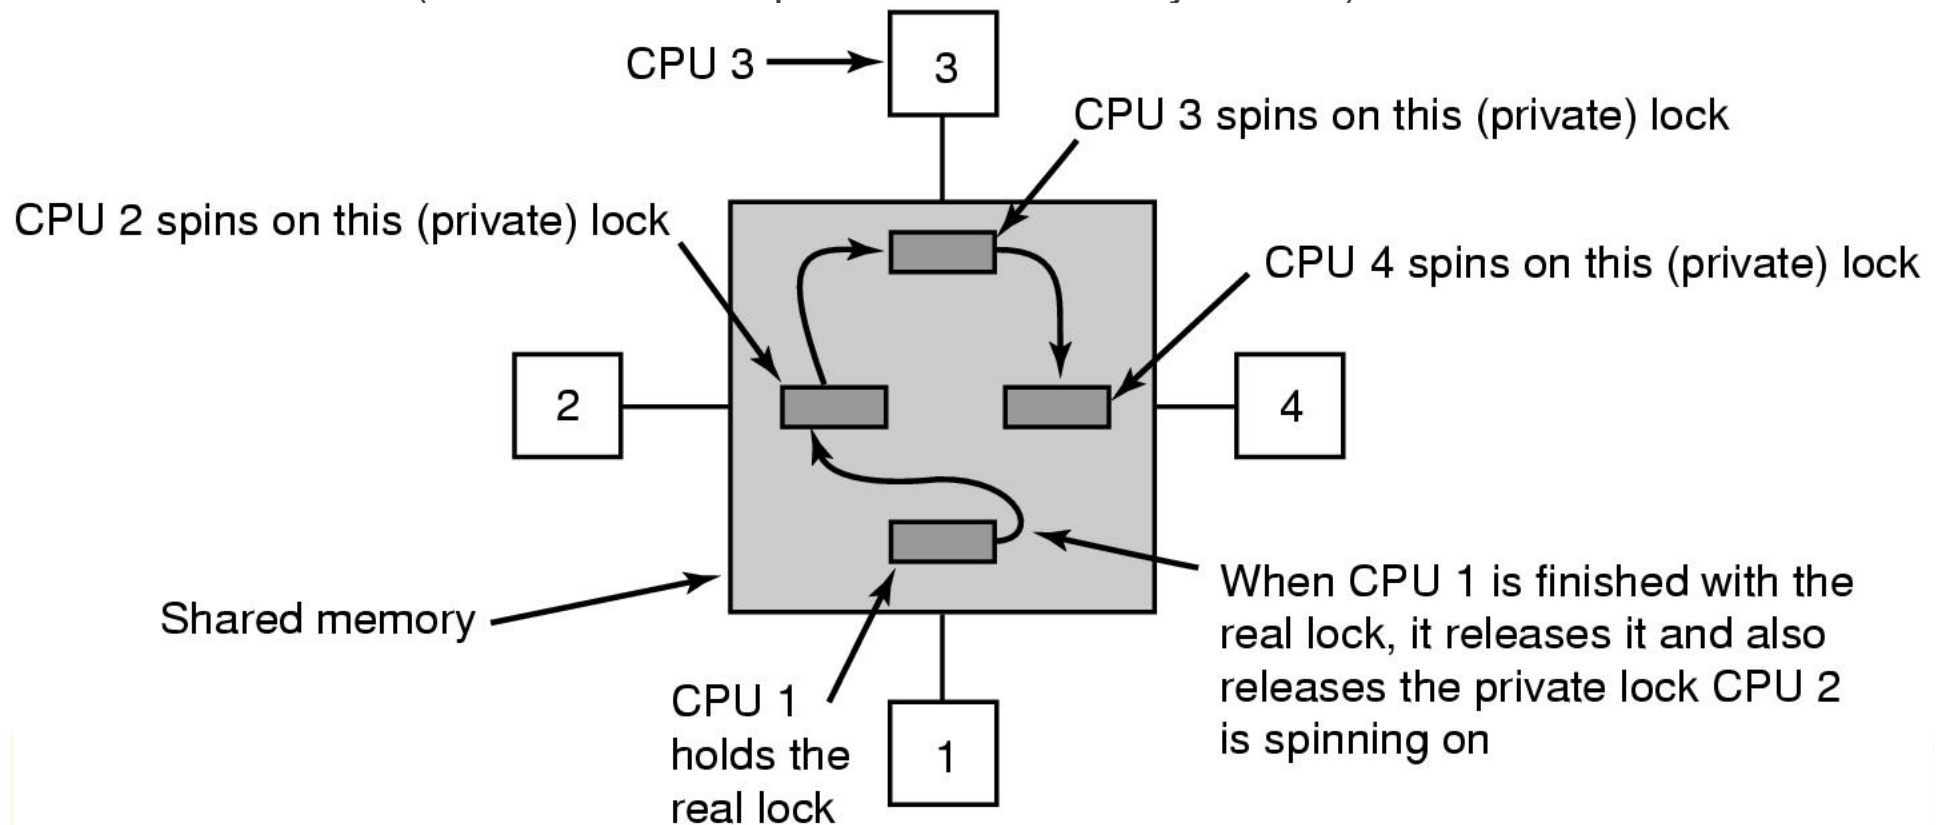 CPU 3
3
CPU 3 spins on this (private) lock
CPU 2 spins on this (private) lock
CPU 4 spins on this (private) lock
2
4
When CPU 1 is finished with the
real lock, it releases it and also
releases the private lock CPU 2
is spinning on
Shared memory
CPU 1
holds the
real lock
1